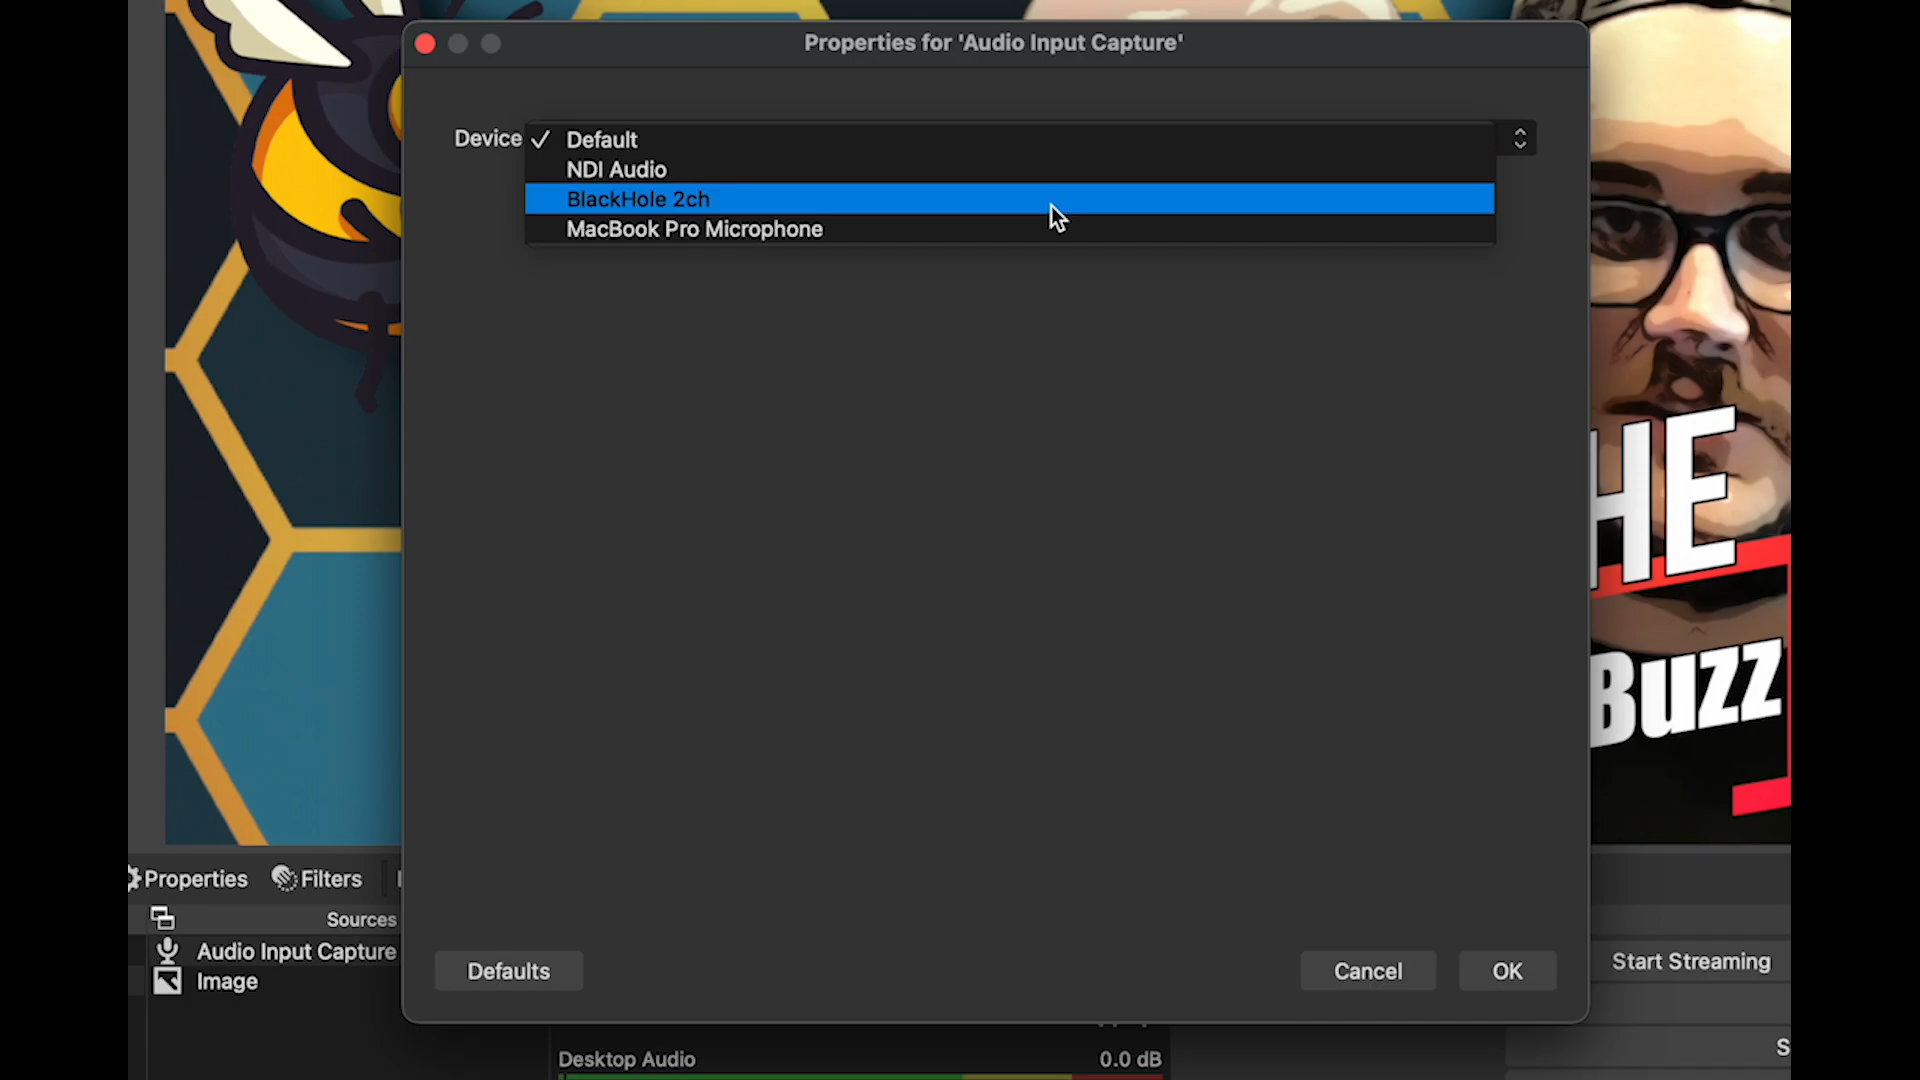 Properties for 'Audio Input Capture'
Device ✓ Default
NDI Audio
BlackHole 2ch
MacBook Pro Microphone
HE
Buzz
Properties Filters
Sources
Audio Input Capture
Image
Defaults Cancel OK
Start Streaming
S
Desktop Audio 0.0 dB